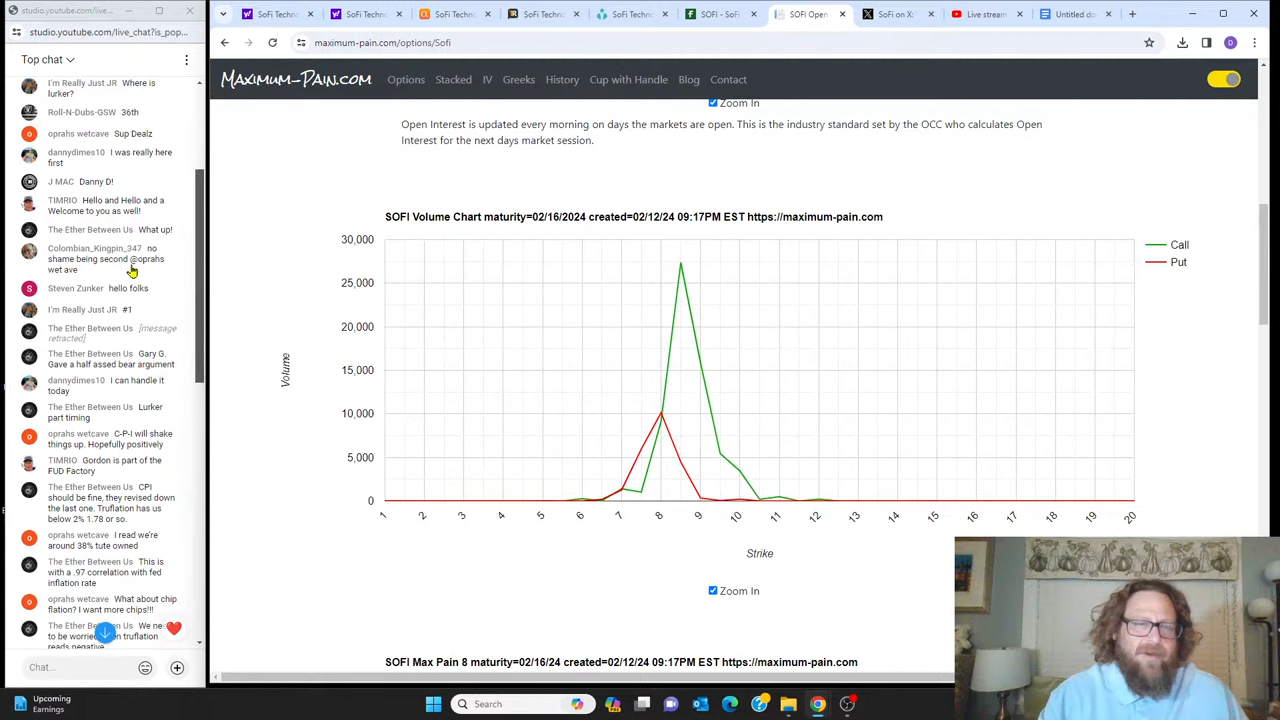 studio.youtube.com/live_chat?is_pop...
Top chat
I'm Really Just JR Where is
lurker?
Roll-N-Dubs-GSW 36th
oprahs wetcave Sup Dealz
dannydimes10 I was really here
first
J MAC Danny D!
TIMRIO Hello and Hello and a
Welcome to you as well!
The Ether Between Us What up!
Colombian_Kingpin_347 no
shame being second @oprahs
wet ave
Steven Zunker hello folks
I'm Really Just JR #1
The Ether Between Us [message
retracted]
The Ether Between Us Gary G.
Gave a half assed bear argument
dannydimes10 I can handle it
today
The Ether Between Us Lurker
part timing
oprahs wetcave C-P-I will shake
things up. Hopefully positively
TIMRIO Gordon is part of the
FUD Factory
The Ether Between Us CPI
should be fine, they revised down
the last one. Truflation has us
below 2% 1.78 or so.
oprahs wetcave I read we're
around 38% tute owned
The Ether Between Us This is
with a .97 correlation with fed
inflation rate
oprahs wetcave What about chip
flation? I want more chips!!!
The Ether Between Us We ne
to be worried en truflation
reads negative
Chat...
SoFi Techno
SoFi Techno
SoFi Techno
SoFi Techno
SoFi Techno
SOFI - SoFi
SOFI Open
SoFi on X:
Live stream
Untitled doc
maximum-pain.com/options/Sofi
D
MAXIMUM-PAIN.COM
Options Stacked IV Greeks History Cup with Handle Blog Contact
Zoom In
Open Interest is updated every morning on days the markets are open. This is the industry standard set by the OCC who calculates Open
Interest for the next days market session.
SOFI Volume Chart maturity=02/16/2024 created=02/12/24 09:17PM EST https://maximum-pain.com
30,000
25,000
20,000
15,000
10,000
5,000
0
Volume
1 2 3 4 5 6 7 8 9 10 11 12 13 14 15 16 17 18 19 20
Strike
Call
Put
Zoom In
SOFI Max Pain 8 maturity=02/16/24 created=02/12/24 09:17PM EST https://maximum-pain.com
Upcoming
Earnings
Search